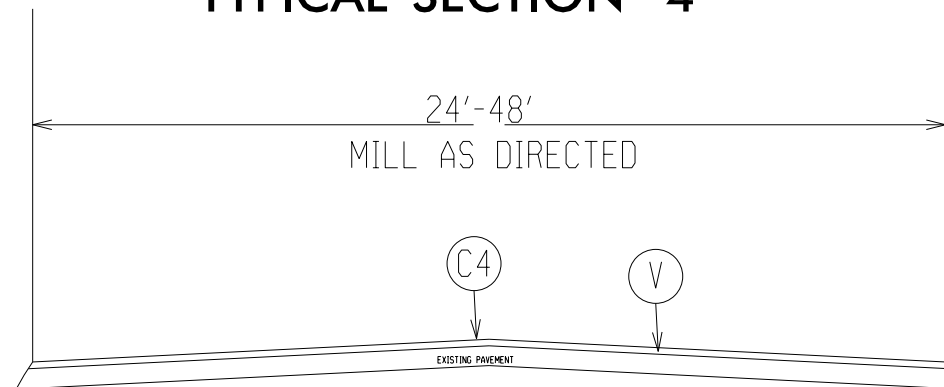 TYPICAL SECTION 4
24'-48'
MILL AS DIRECTED
C4
V
EXISTING PAVEMENT